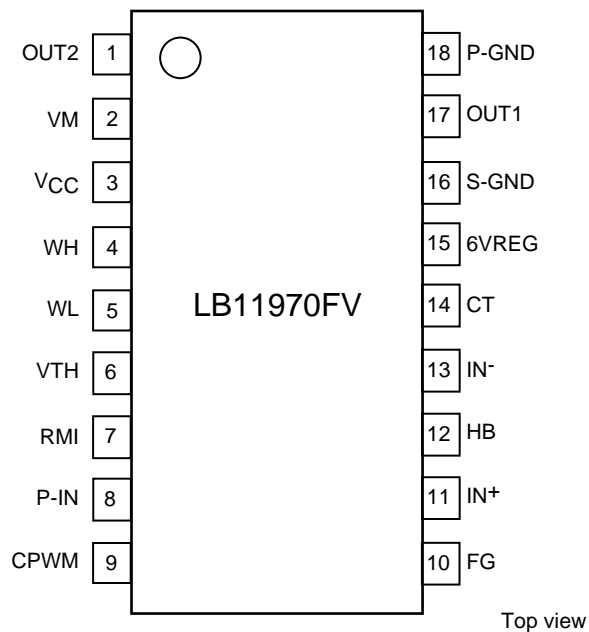 OUT2 1 18 P-GND
VM 2 17 OUT1
VCC 3 16 S-GND
WH 4 15 6VREG
WL 5 LB11970FV 14 CT
VTH 6 13 IN-
RMI 7 12 HB
P-IN 8 11 IN+
CPWM 9 10 FG
Top view